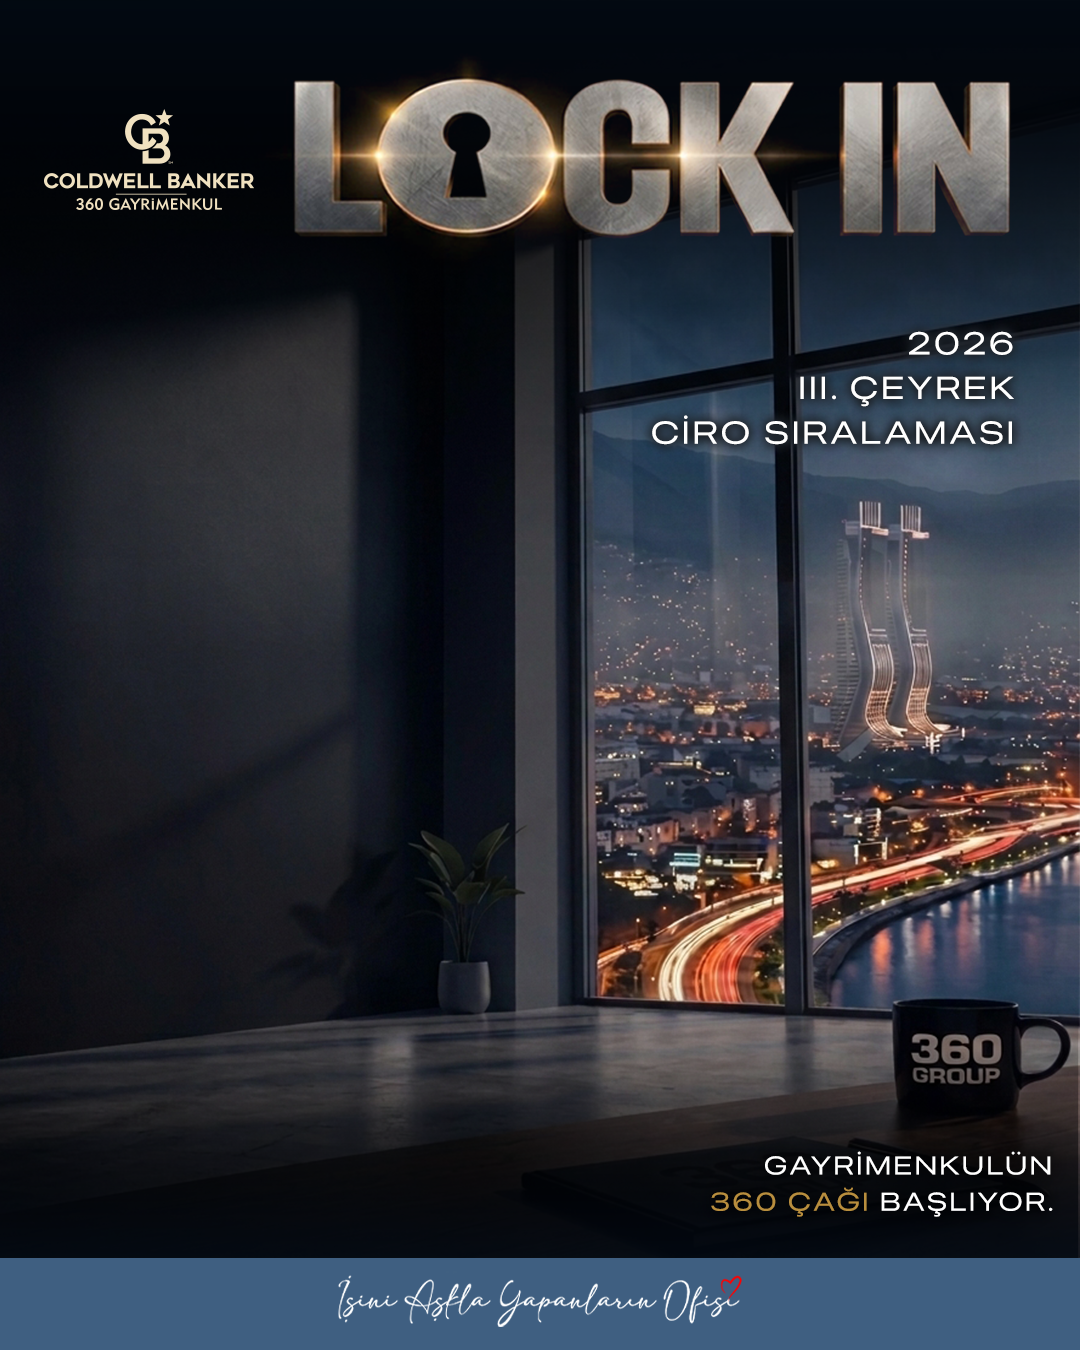 LOCK IN
CB
COLDWELL BANKER
360 GAYRİMENKUL
2026
III. ÇEYREK
CİRO SIRALAMASI
360
GROUP
GAYRİMENKULÜN
360 ÇAĞI BAŞLIYOR.
İşini Aşkla Yapanların Ofisi